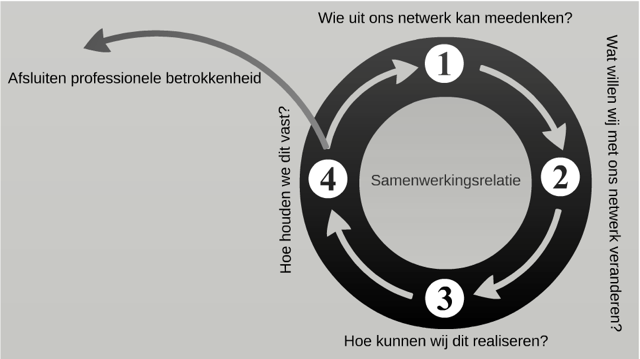 Wie uit ons netwerk kan meedenken?
Afsluiten professionele betrokkenheid
1
Wat willen wij met ons netwerk veranderen?
2
Samenwerkingsrelatie
4
Hoe houden we dit vast?
3
Hoe kunnen wij dit realiseren?